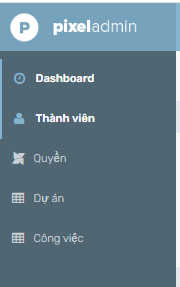 P pixeladmin
Dashboard
Thành viên
Quyền
Dự án
Công việc